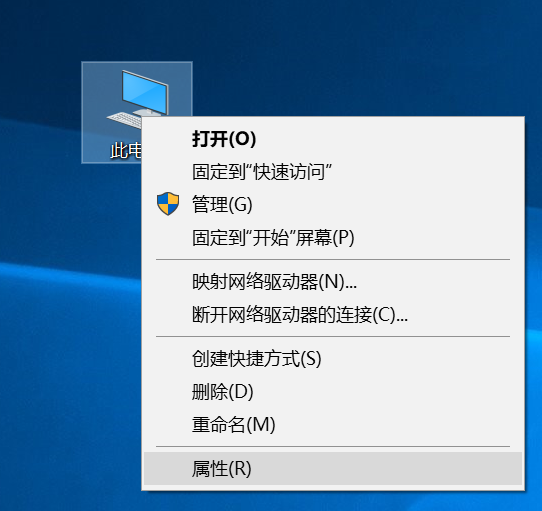 此电
打开(O)
固定到“快速访问”
管理(G)
固定到“开始”屏幕(P)
映射网络驱动器(N)...
断开网络驱动器的连接(C)...
创建快捷方式(S)
删除(D)
重命名(M)
属性(R)